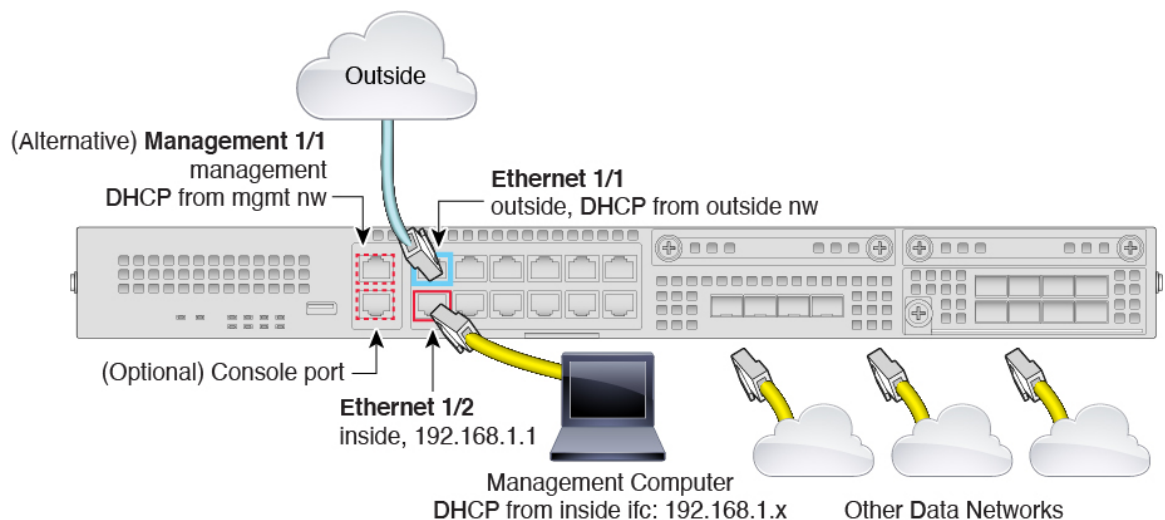 Outside
(Alternative) Management 1/1
management
DHCP from mgmt nw
Ethernet 1/1
outside, DHCP from outside nw
(Optional) Console port
Ethernet 1/2
inside, 192.168.1.1
Management Computer
DHCP from inside ifc: 192.168.1.x
Other Data Networks